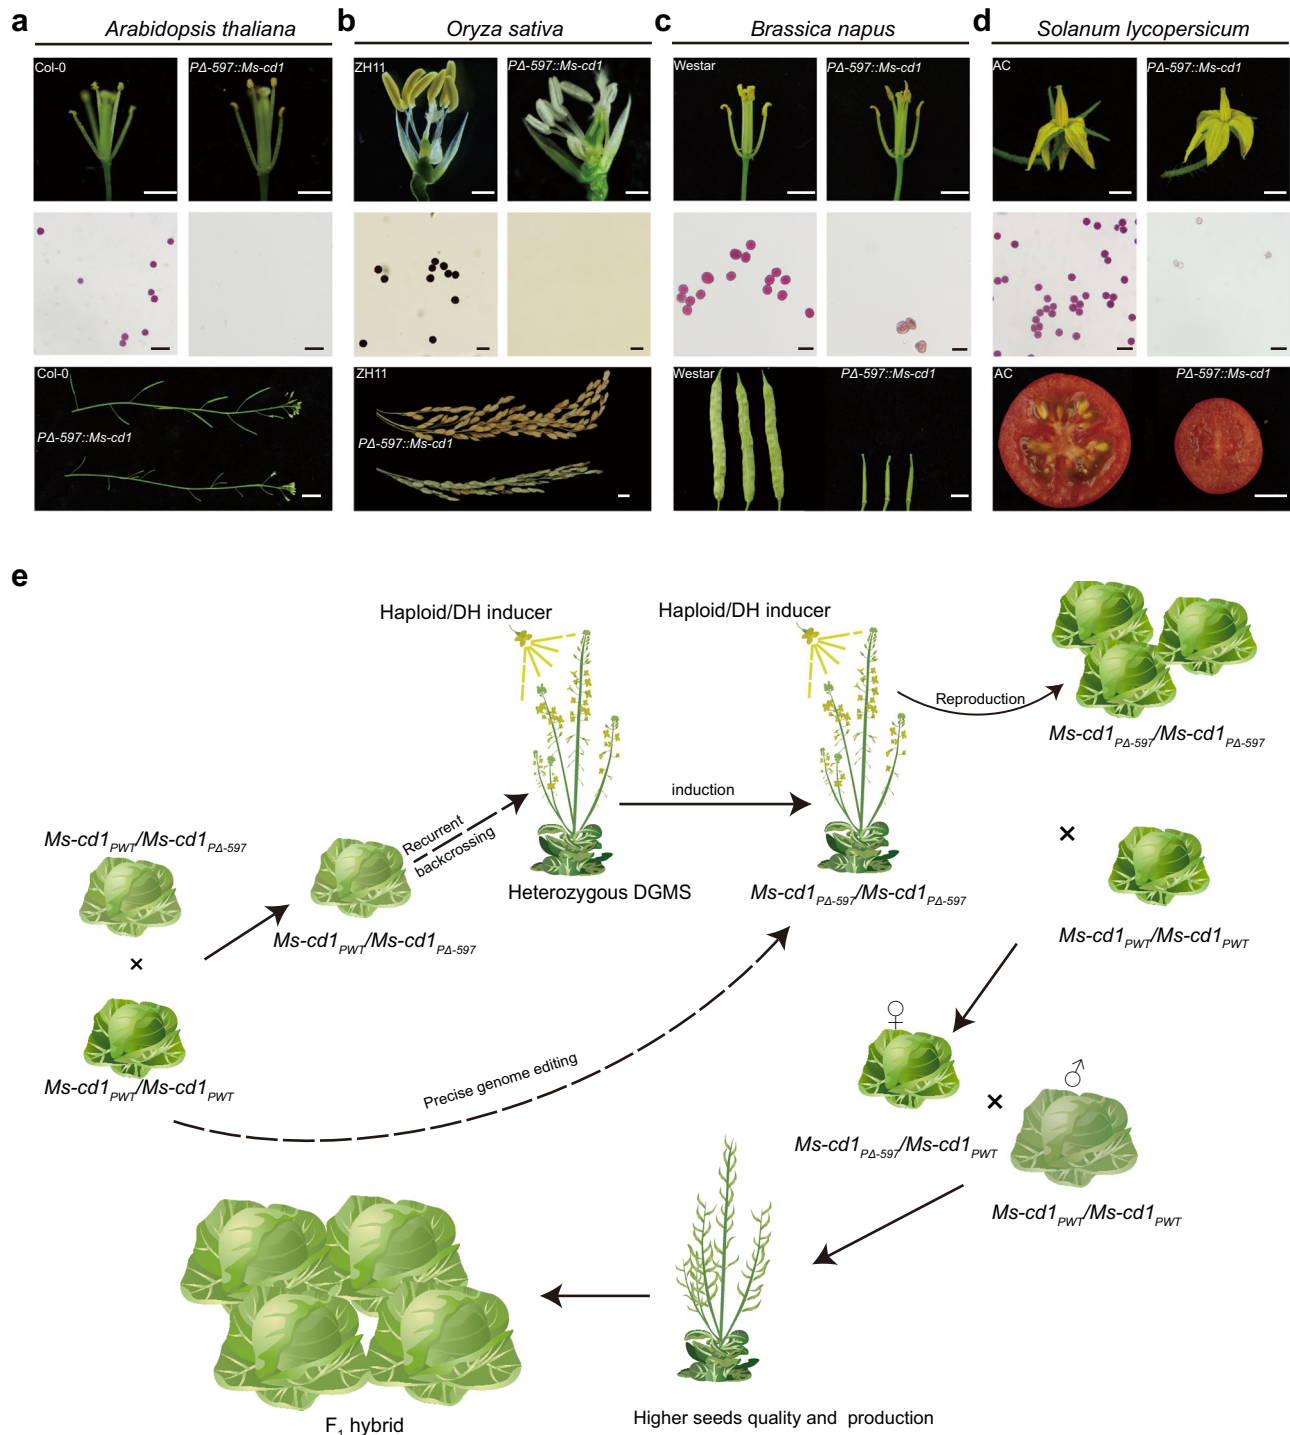 a
Arabidopsis thaliana
b
Oryza sativa
c
Brassica napus
d
Solanum lycopersicum
Col-0
PΔ-597::Ms-cd1
ZH11
PΔ-597::Ms-cd1
Westar
PΔ-597::Ms-cd1
AC
PΔ-597::Ms-cd1
Col-0
PΔ-597::Ms-cd1
ZH11
PΔ-597::Ms-cd1
Westar
PΔ-597::Ms-cd1
AC
PΔ-597::Ms-cd1
e
Haploid/DH inducer
Haploid/DH inducer
Reproduction
Ms-cd1PΔ-597/Ms-cd1PΔ-597
induction
Recurrent
backcrossing
Ms-cd1PWT/Ms-cd1PΔ-597
×
Heterozygous DGMS
Ms-cd1PΔ-597/Ms-cd1PΔ-597
Ms-cd1PWT/Ms-cd1PΔ-597
Ms-cd1PWT/Ms-cd1PWT
×
♀
Precise genome editing
♂
Ms-cd1PWT/Ms-cd1PWT
×
Ms-cd1PΔ-597/Ms-cd1PWT
Ms-cd1PWT/Ms-cd1PWT
F1 hybrid
Higher seeds quality and production